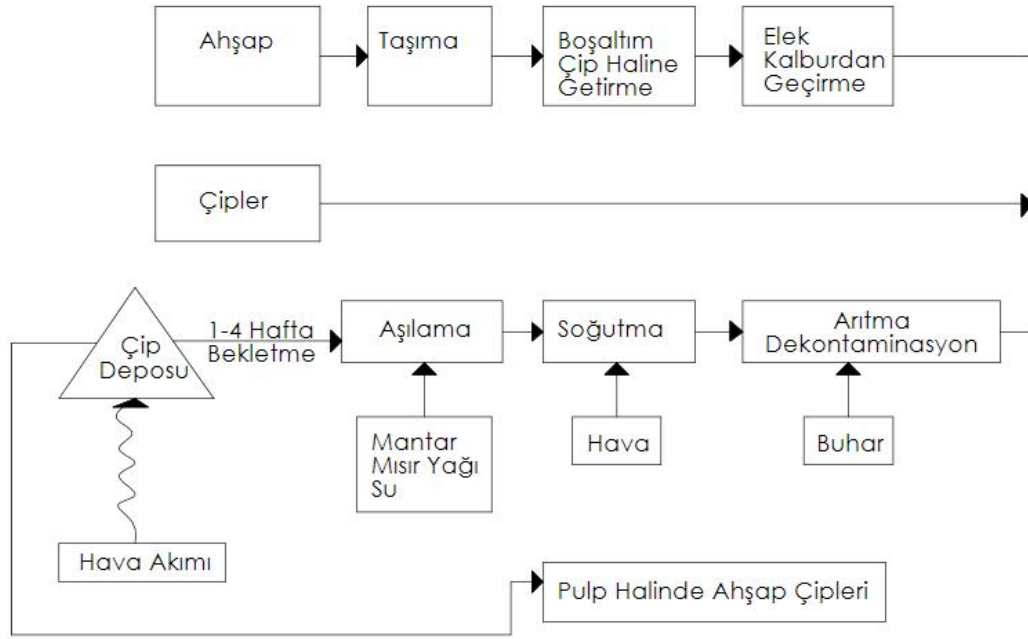 Ahşap
Taşıma
Boşaltım
Çip Haline
Getirme
Elek
Kalburdan
Geçirme
Çipler
Çip
Deposu
1-4 Hafta
Bekletme
Aşılama
Soğutma
Arıtma
Dekontaminasyon
Mantar
Mısır Yağı
Su
Hava
Buhar
Hava Akımı
Pulp Halinde Ahşap Çipleri